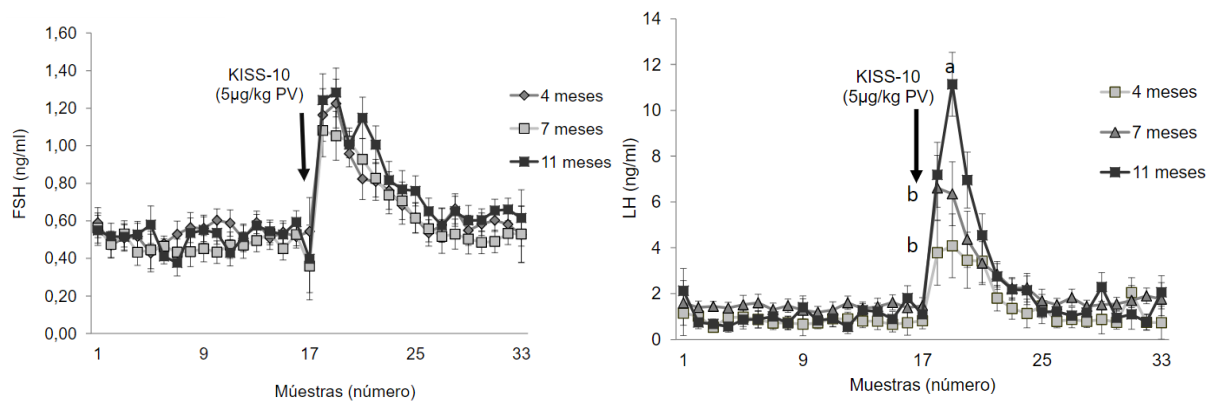 FSH (ng/ml)
1,60
1,40
1,20
1,00
0,80
0,60
0,40
0,20
0,00
KISS-10
(5µg/kg PV)
4 meses
7 meses
11 meses
1
9
17
25
33
Múestras (número)
LH (ng/ml)
14
12
10
8
6
4
2
0
KISS-10
(5µg/kg PV)
a
b
b
4 meses
7 meses
11 meses
1
9
17
25
33
Muestras (número)